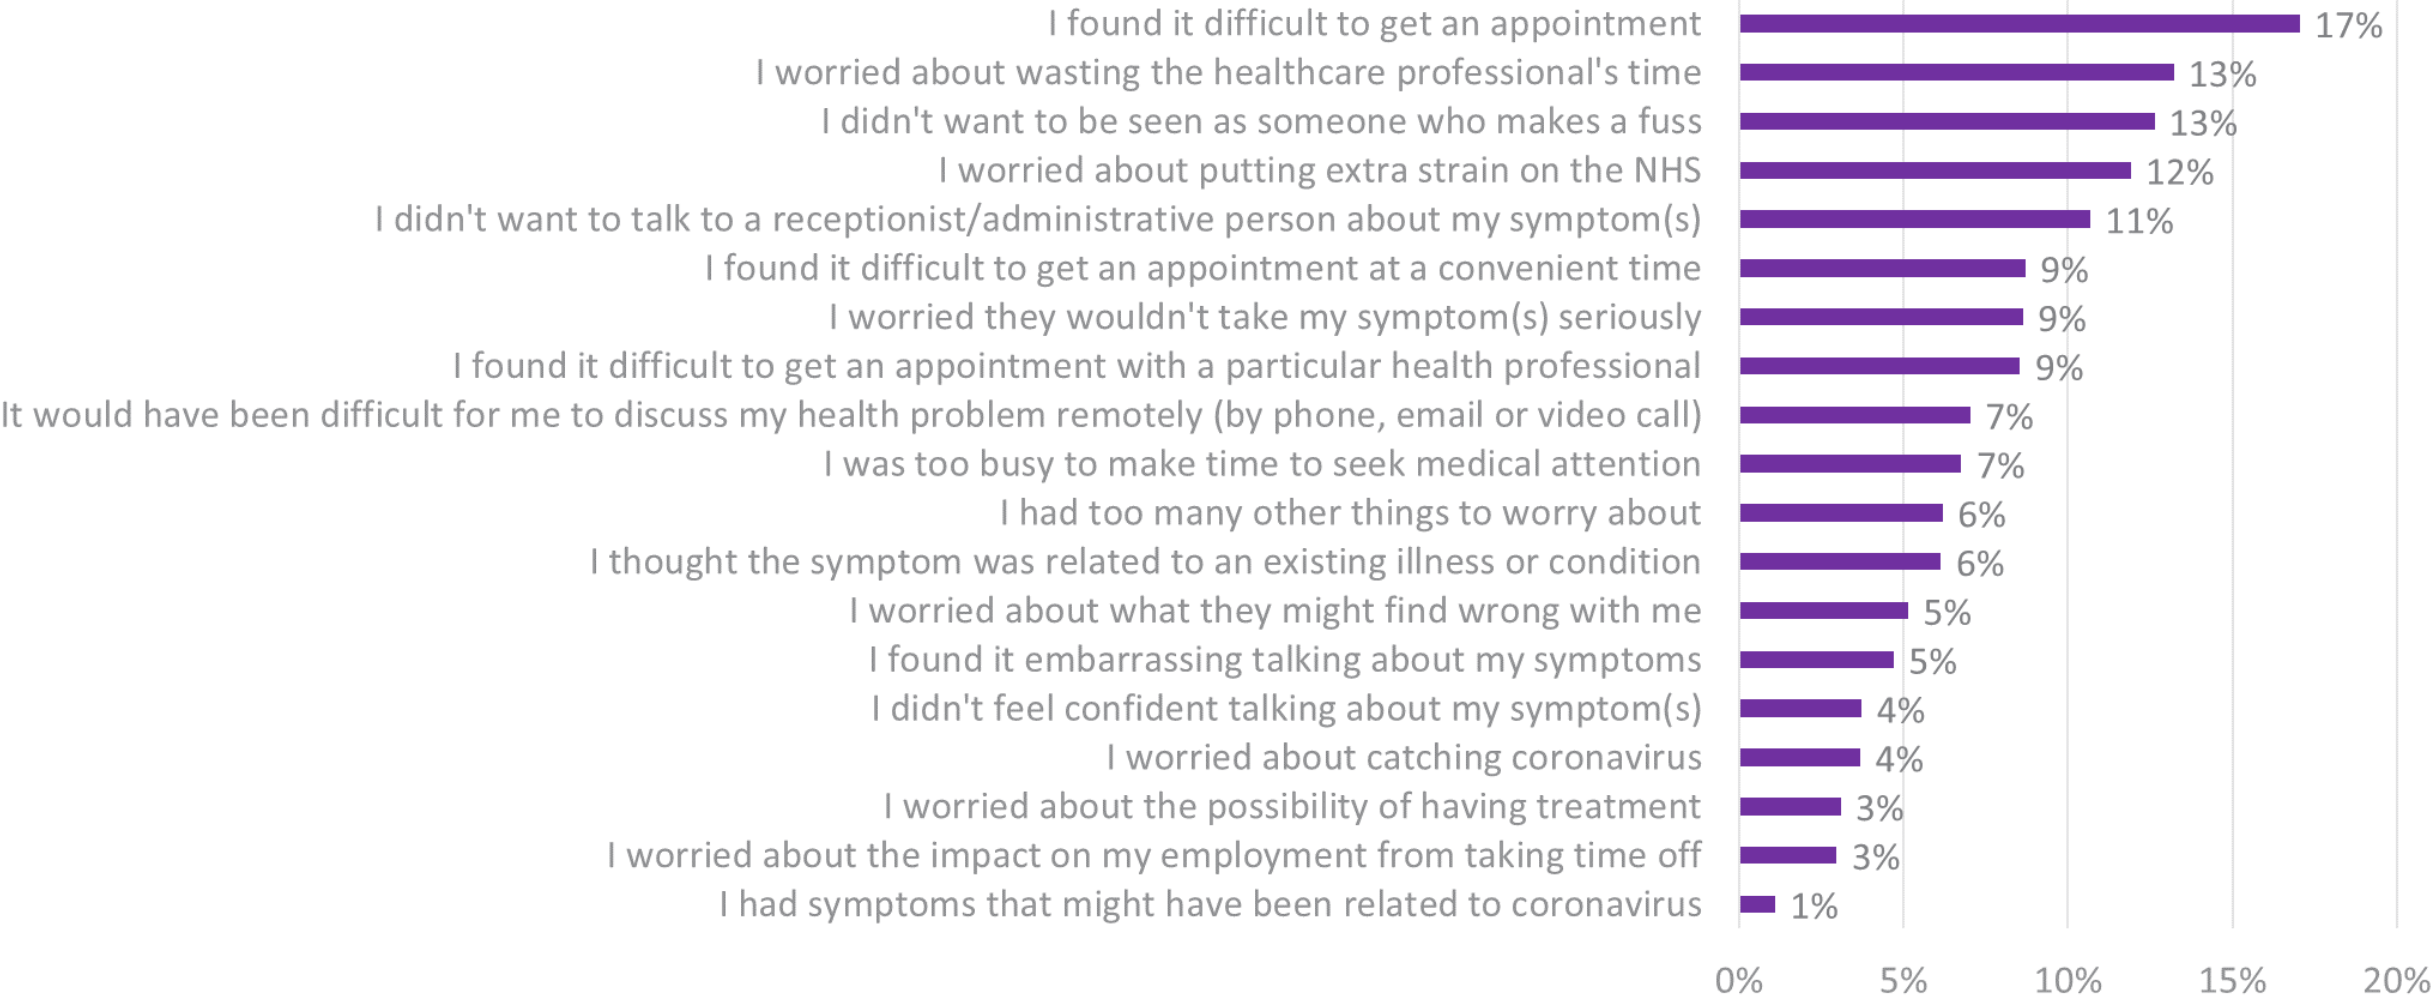 I found it difficult to get an appointment 17%
I worried about wasting the healthcare professional's time 13%
I didn't want to be seen as someone who makes a fuss 13%
I worried about putting extra strain on the NHS 12%
I didn't want to talk to a receptionist/administrative person about my symptom(s) 11%
I found it difficult to get an appointment at a convenient time 9%
I worried they wouldn't take my symptom(s) seriously 9%
I found it difficult to get an appointment with a particular health professional 9%
It would have been difficult for me to discuss my health problem remotely (by phone, email or video call) 7%
I was too busy to make time to seek medical attention 7%
I had too many other things to worry about 6%
I thought the symptom was related to an existing illness or condition 6%
I worried about what they might find wrong with me 5%
I found it embarrassing talking about my symptoms 5%
I didn't feel confident talking about my symptom(s) 4%
I worried about catching coronavirus 4%
I worried about the possibility of having treatment 3%
I worried about the impact on my employment from taking time off 3%
I had symptoms that might have been related to coronavirus 1%
0% 5% 10% 15% 20%